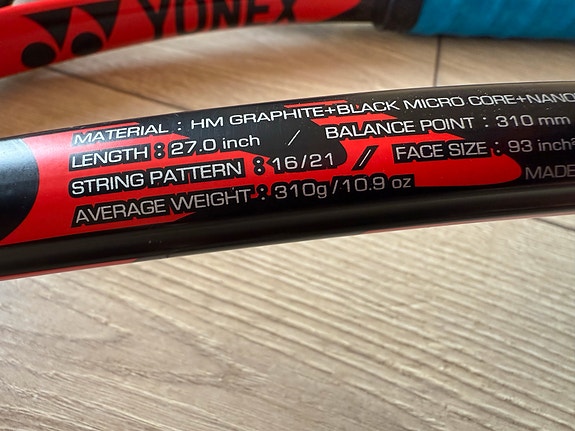 YONEX
MATERIAL : HM GRAPHITE+BLACK MICRO CORE+NANO
LENGTH : 27.0 inch / BALANCE POINT : 310 mm
STRING PATTERN : 16/21 / FACE SIZE : 93 inch²
AVERAGE WEIGHT : 310g/10.9 oz MADE